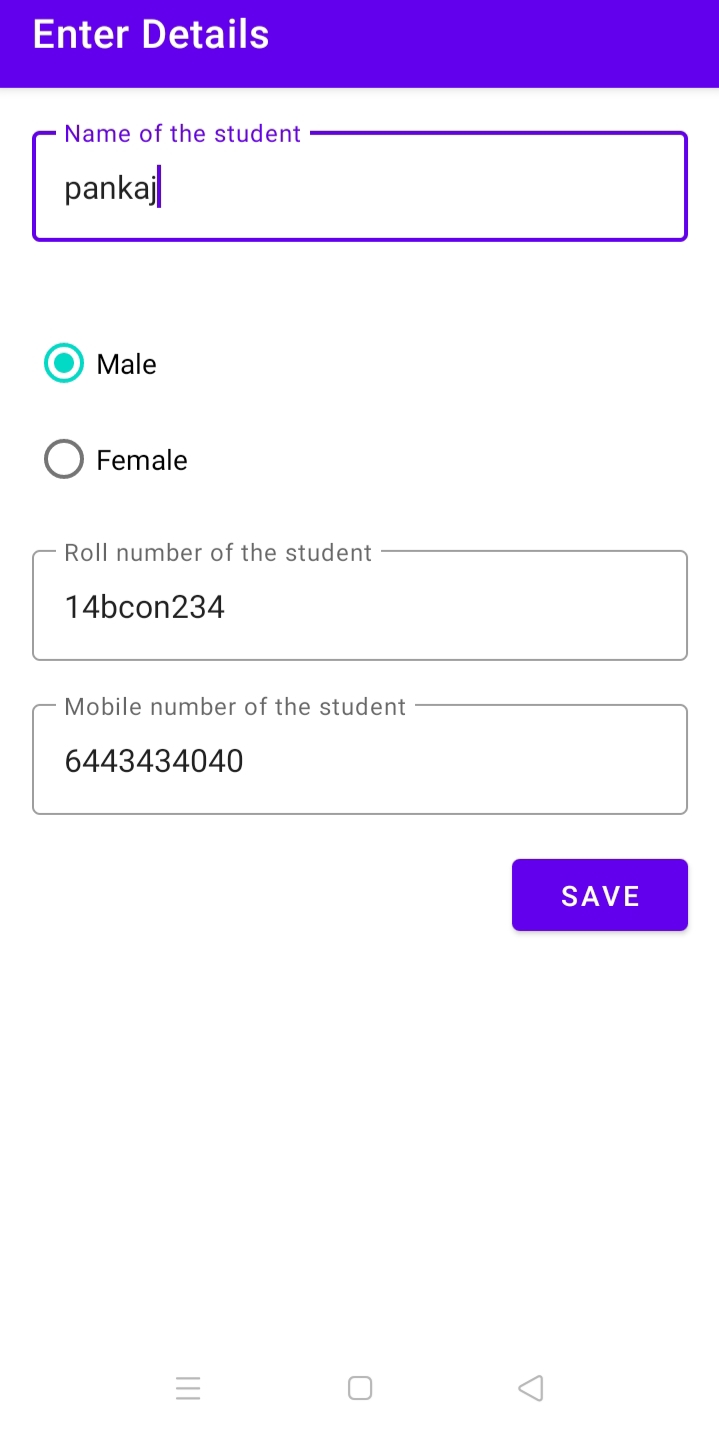 Enter Details
Name of the student
pankaj
Male
Female
Roll number of the student
14bcon234
Mobile number of the student
6443434040
SAVE